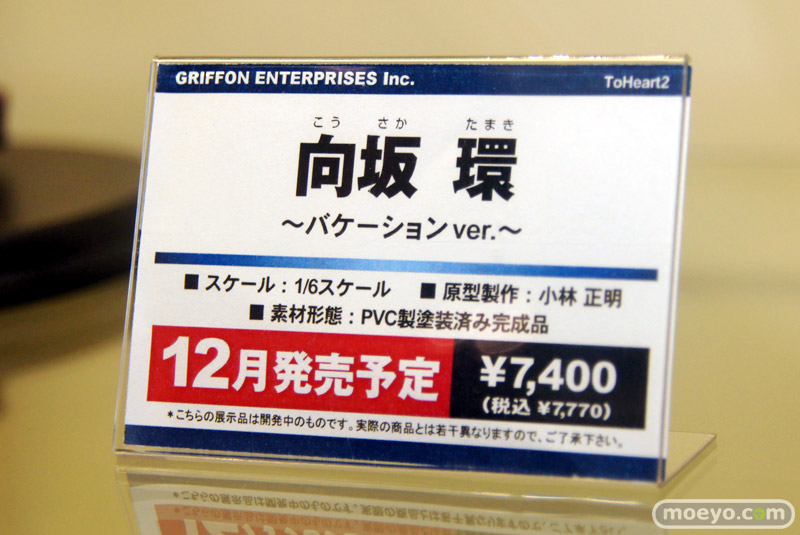 GRIFFON ENTERPRISES Inc. ToHeart2
こう さか たまき
向坂 環
～バケーションver.～
■ スケール：1/6スケール ■ 原型製作：小林 正明
■ 素材形態：PVC製塗装済み完成品
12月発売予定 ¥7,400
(税込 ¥7,770)
＊こちらの展示品は開発中のものです。実際の商品とは若干異なりますので、ご了承下さい。
moeyo.com